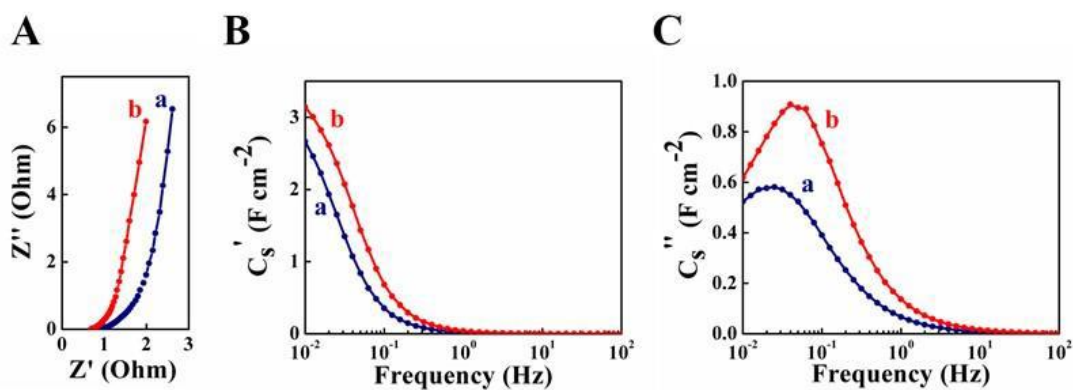 A
B
C
b
a
6
4
2
0
0 1 2 3
Z'' (Ohm)
Z' (Ohm)
b
a
3
2
1
0
10⁻² 10⁻¹ 10⁰ 10¹ 10²
Cₛ' (F cm⁻²)
Frequency (Hz)
b
a
1.0
0.8
0.6
0.4
0.2
0.0
10⁻² 10⁻¹ 10⁰ 10¹ 10²
Cₛ'' (F cm⁻²)
Frequency (Hz)